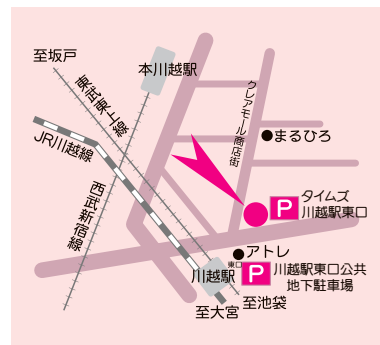 至坂戸
本川越駅
東武東上線
クレアモール商店街
JR川越線
まるひろ
西武新宿線
P
タイムズ
川越駅東口
アトレ
東口
川越駅
P
川越駅東口公共
地下駐車場
至池袋
至大宮